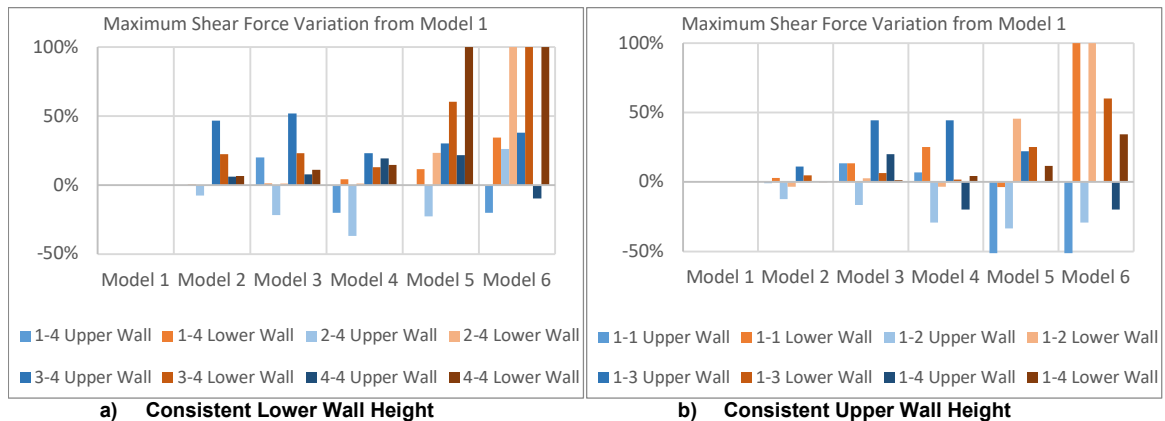 Maximum Shear Force Variation from Model 1
100%
50%
0%
-50%
Model 1 Model 2 Model 3 Model 4 Model 5 Model 6
1-4 Upper Wall 1-4 Lower Wall 2-4 Upper Wall 2-4 Lower Wall
3-4 Upper Wall 3-4 Lower Wall 4-4 Upper Wall 4-4 Lower Wall
a) Consistent Lower Wall Height
Maximum Shear Force Variation from Model 1
100%
50%
0%
-50%
Model 1 Model 2 Model 3 Model 4 Model 5 Model 6
1-1 Upper Wall 1-1 Lower Wall 1-2 Upper Wall 1-2 Lower Wall
1-3 Upper Wall 1-3 Lower Wall 1-4 Upper Wall 1-4 Lower Wall
b) Consistent Upper Wall Height